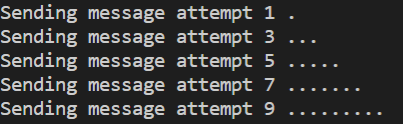 Sending message attempt 1 .
Sending message attempt 3 ...
Sending message attempt 5 .....
Sending message attempt 7 .......
Sending message attempt 9 .........